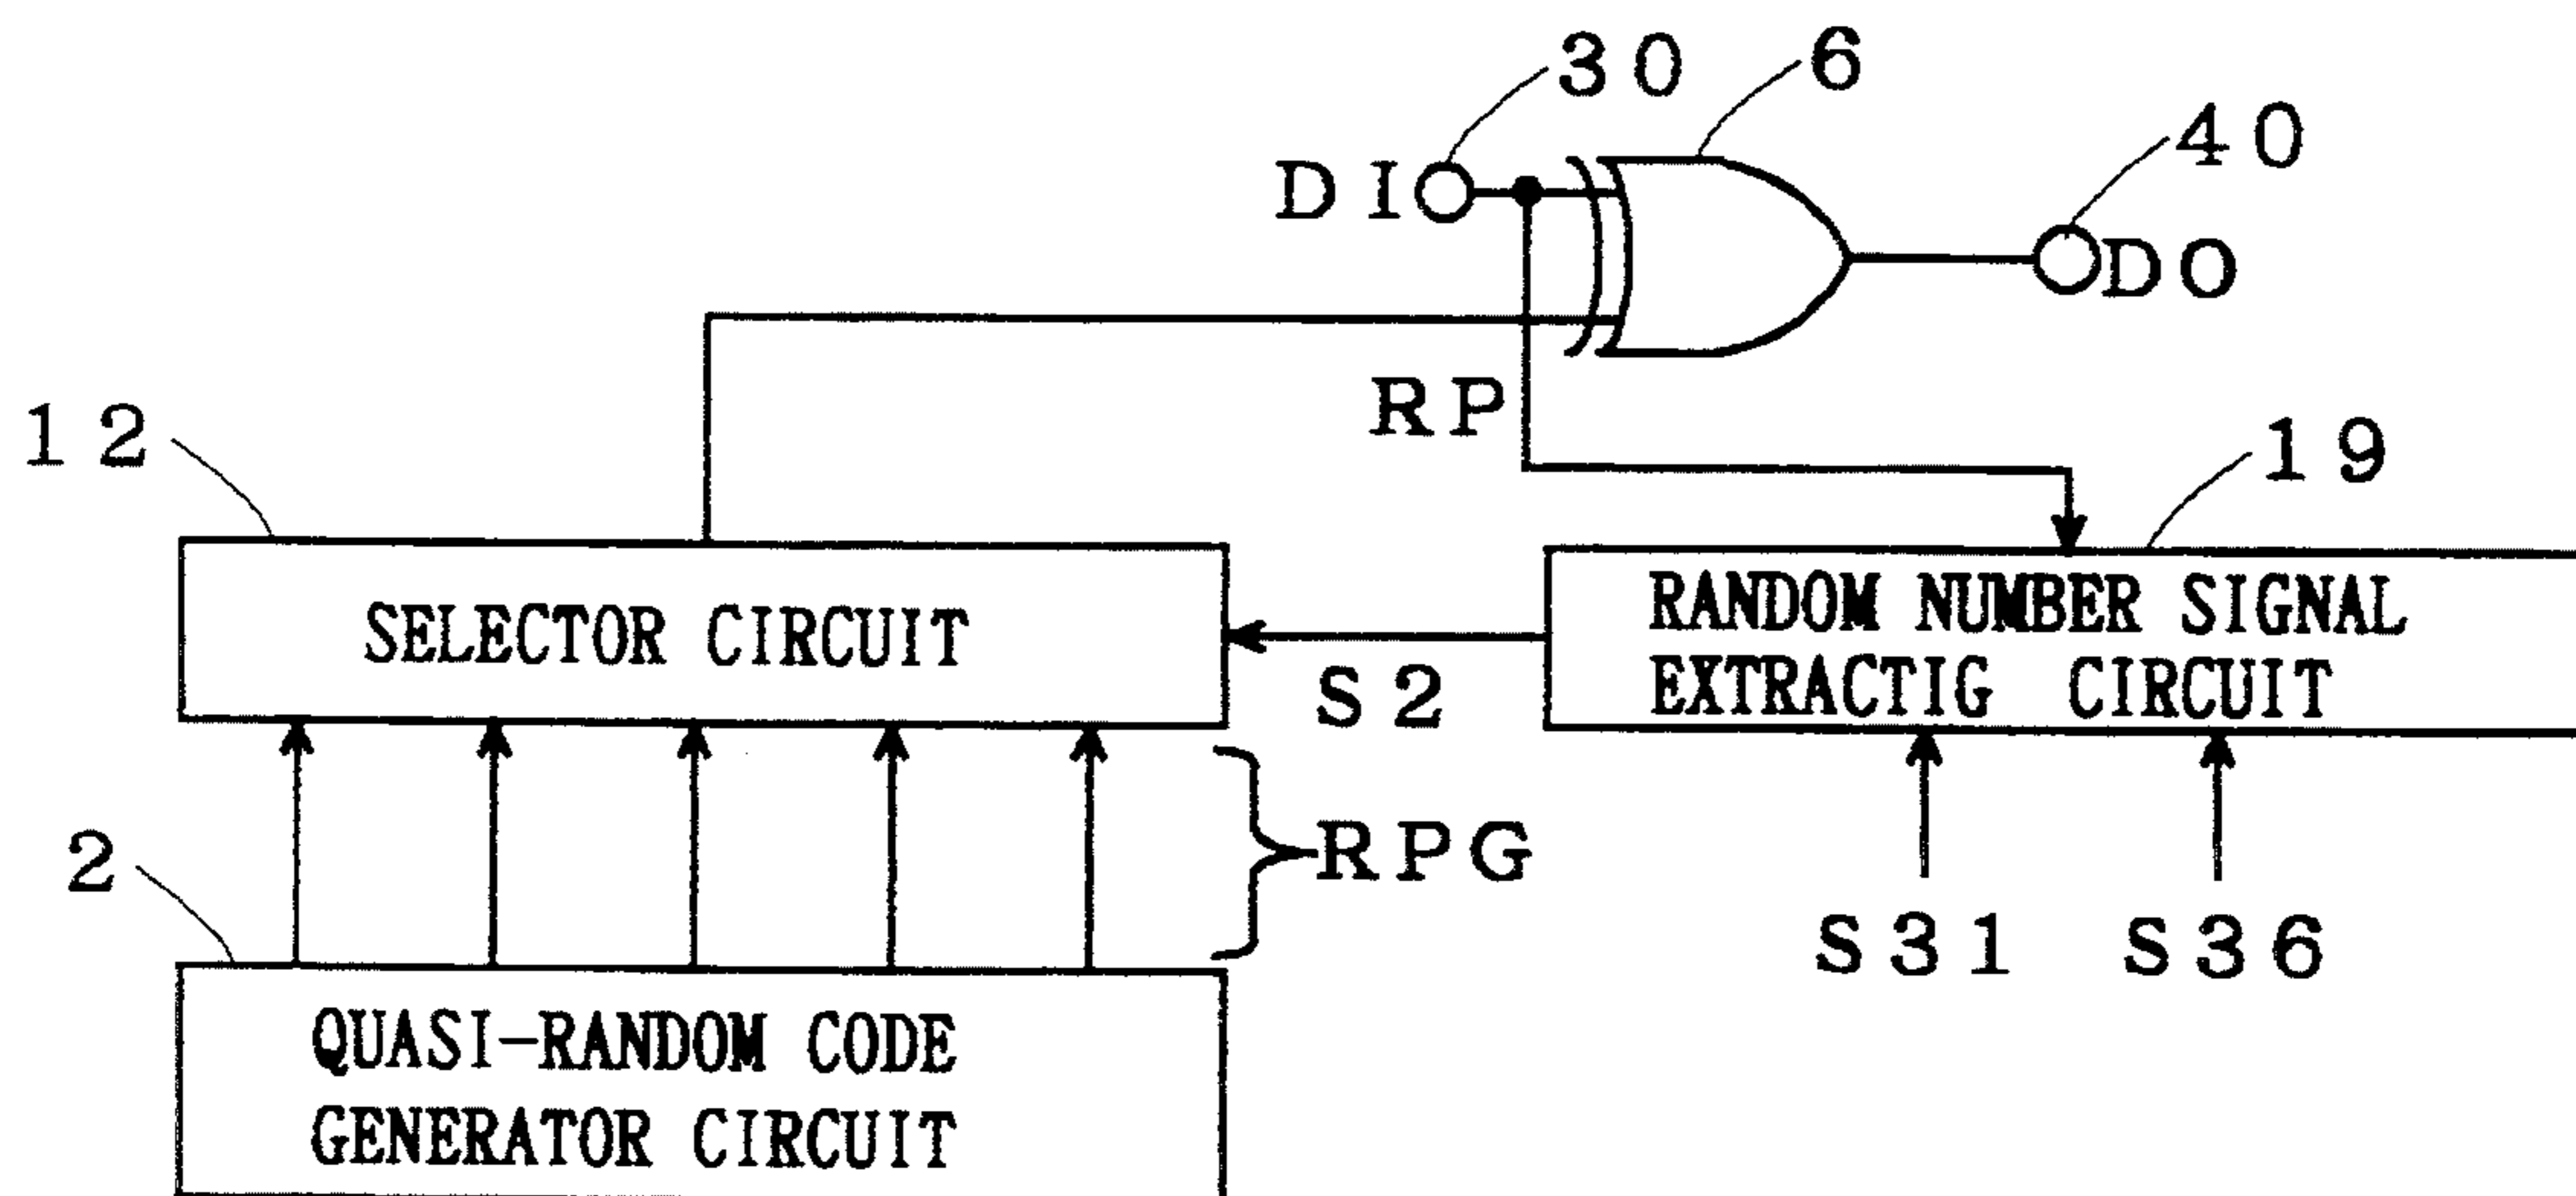 30
6
40
DI
DO
RP
12
19
SELECTOR CIRCUIT
RANDOM NUMBER SIGNAL
EXTRACTIG CIRCUIT
S2
RPG
2
S31
S36
QUASI-RANDOM CODE
GENERATOR CIRCUIT